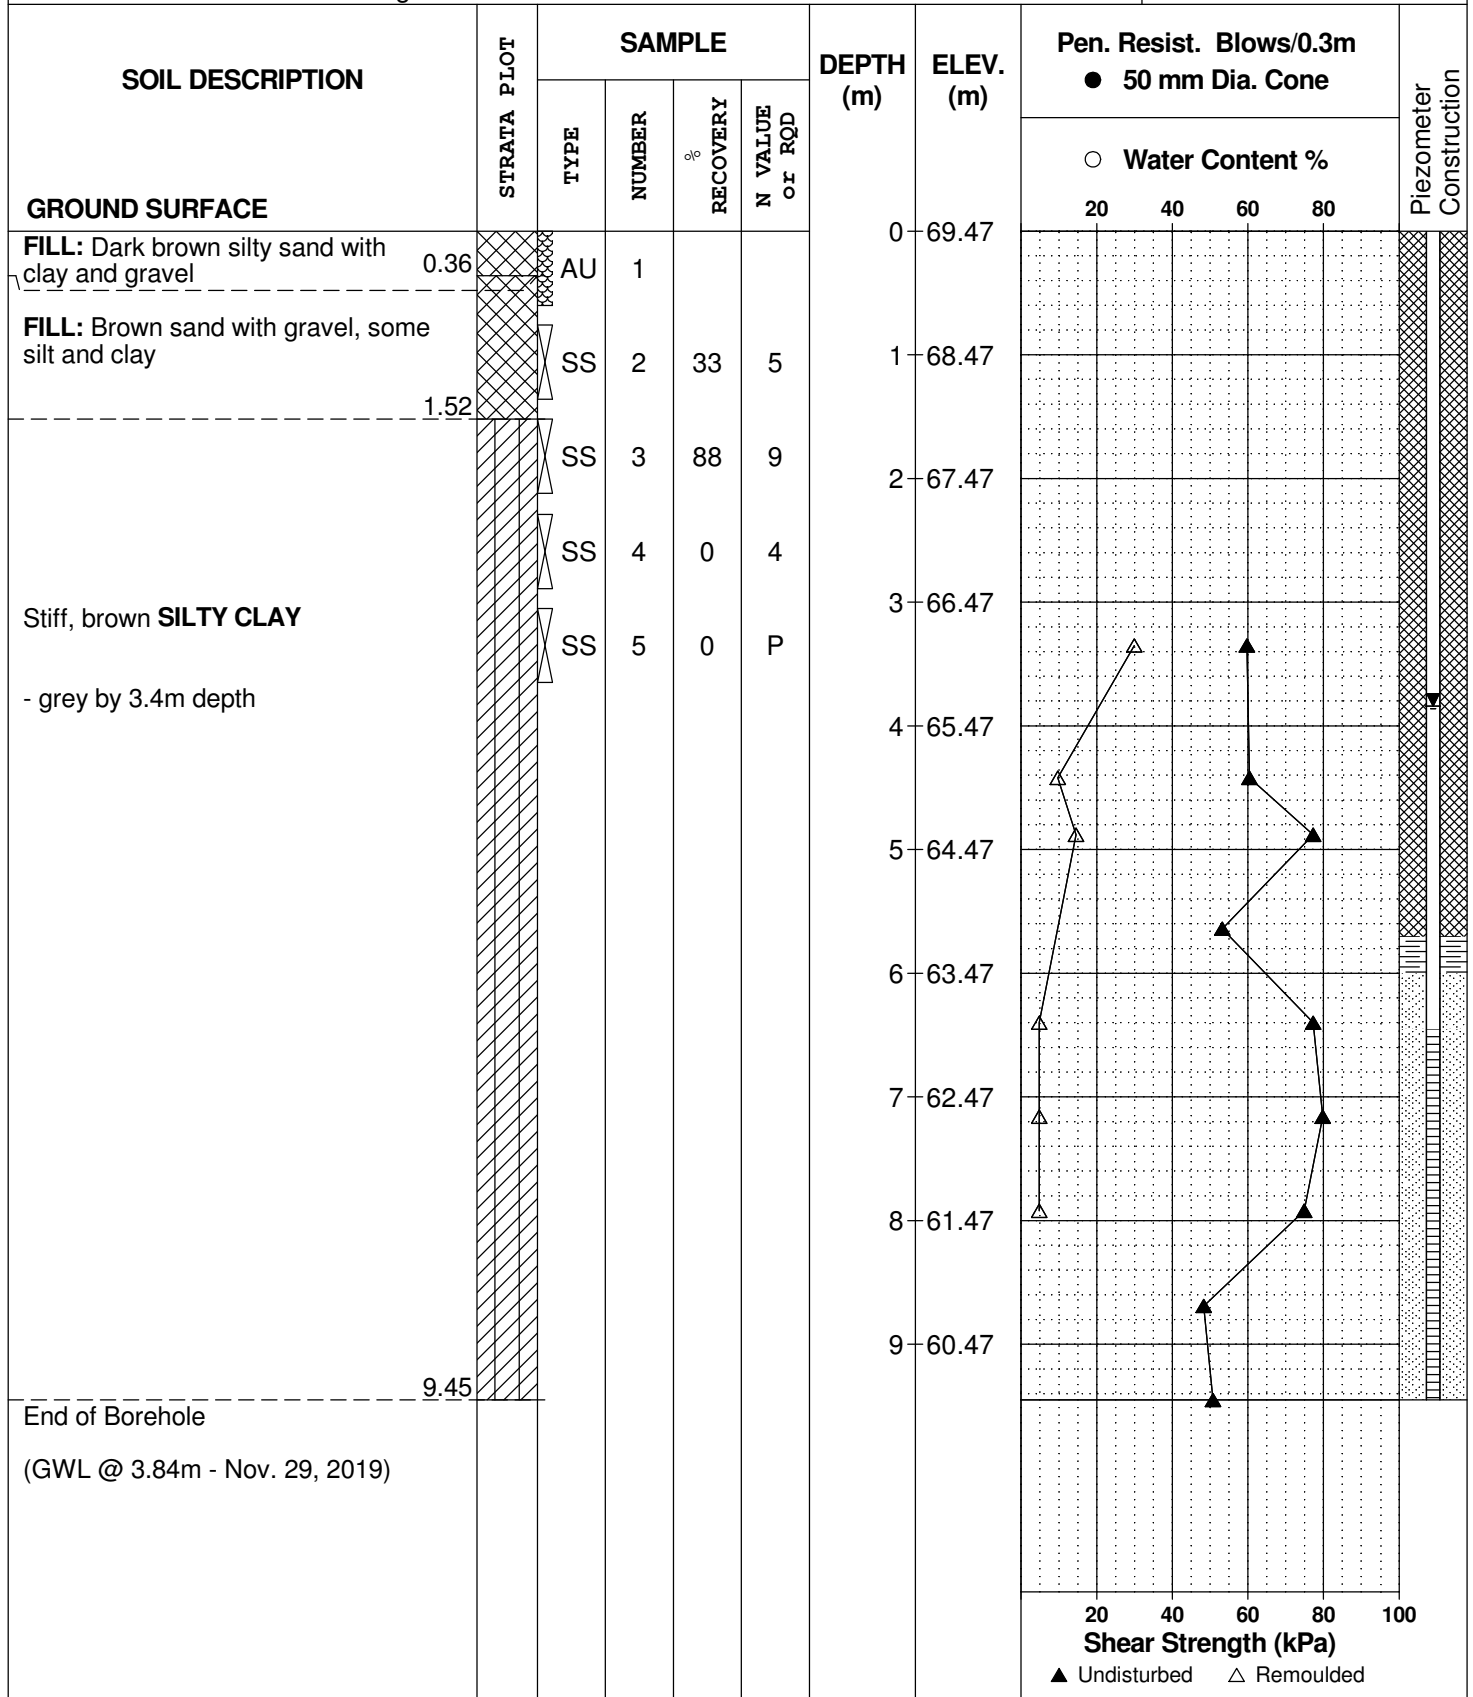 SOIL DESCRIPTION
GROUND SURFACE
STRATA PLOT
SAMPLE
TYPE
NUMBER
%
RECOVERY
N VALUE
or RQD
DEPTH
(m)
ELEV.
(m)
Pen. Resist. Blows/0.3m
● 50 mm Dia. Cone
○ Water Content %
20 40 60 80
Piezometer
Construction
FILL: Dark brown silty sand with
clay and gravel
0.36
FILL: Brown sand with gravel, some
silt and clay
1.52
Stiff, brown SILTY CLAY
- grey by 3.4m depth
9.45
End of Borehole
(GWL @ 3.84m - Nov. 29, 2019)
AU 1
SS 2 33 5
SS 3 88 9
SS 4 0 4
SS 5 0 P
0 69.47
1 68.47
2 67.47
3 66.47
4 65.47
5 64.47
6 63.47
7 62.47
8 61.47
9 60.47
20 40 60 80 100
Shear Strength (kPa)
▲ Undisturbed △ Remoulded